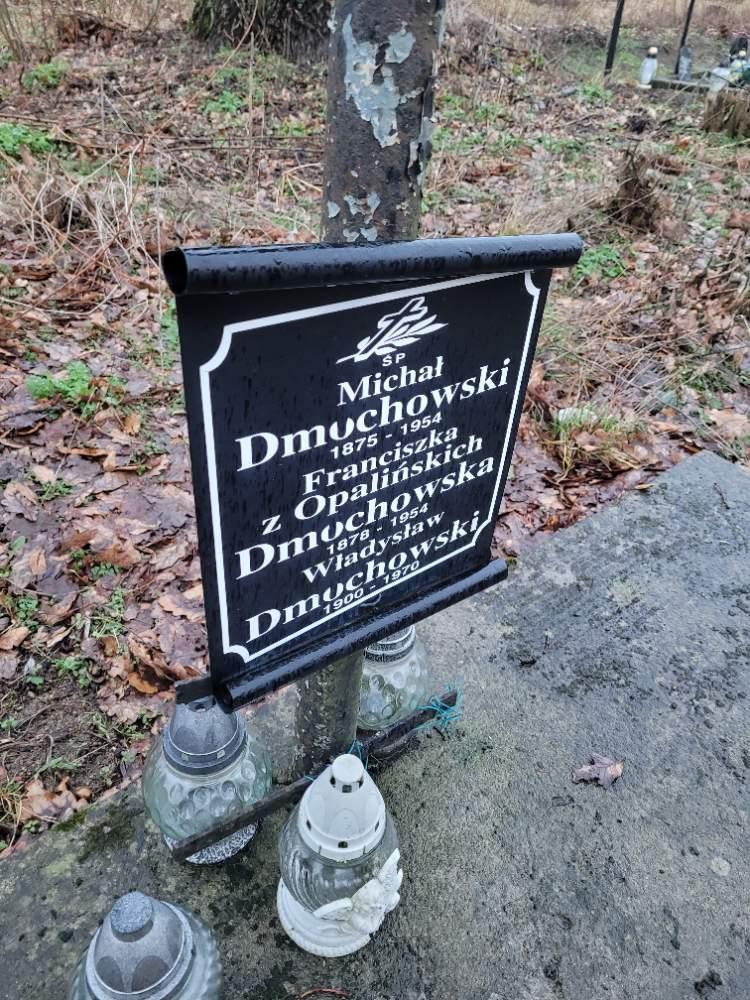 ŚP
Michał
Dmochowski
1875 - 1954
Franciszka
z Opalińskich
Dmochowska
1878 - 1954
Władysław
Dmochowski
1900 - 1970